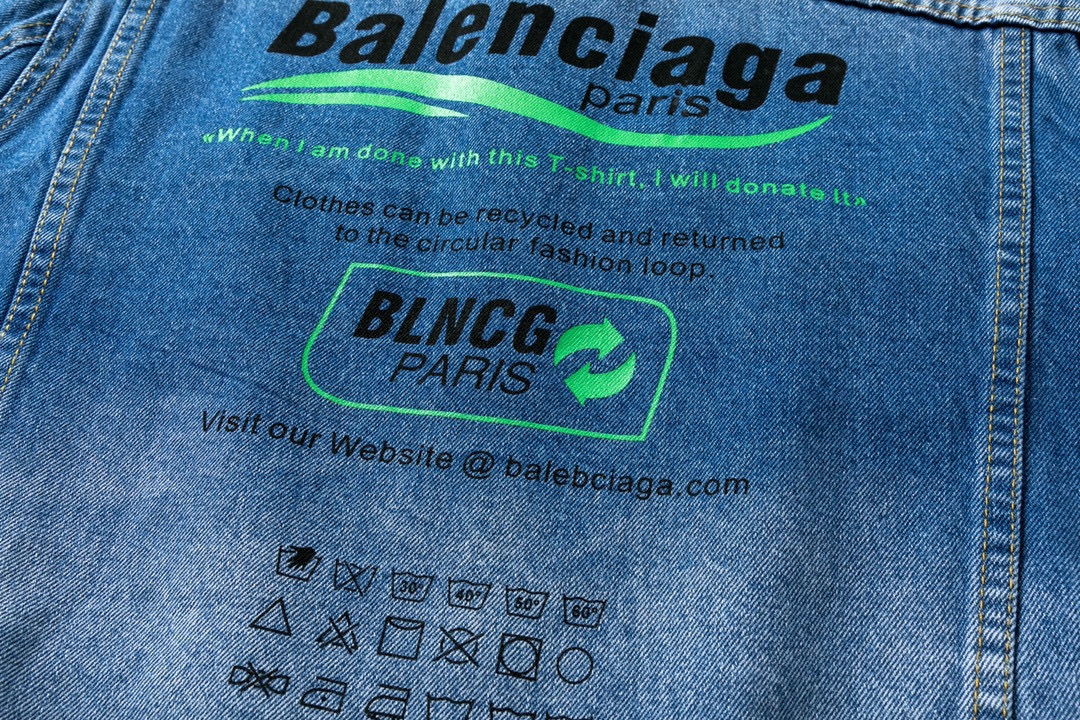 Balenciaga
paris
«When I am done with this T-shirt, I will donate it»
Clothes can be recycled and returned
to the circular fashion loop.
BLNCG
PARIS
Visit our Website @ balebciaga.com
30° 40° 50° 60°